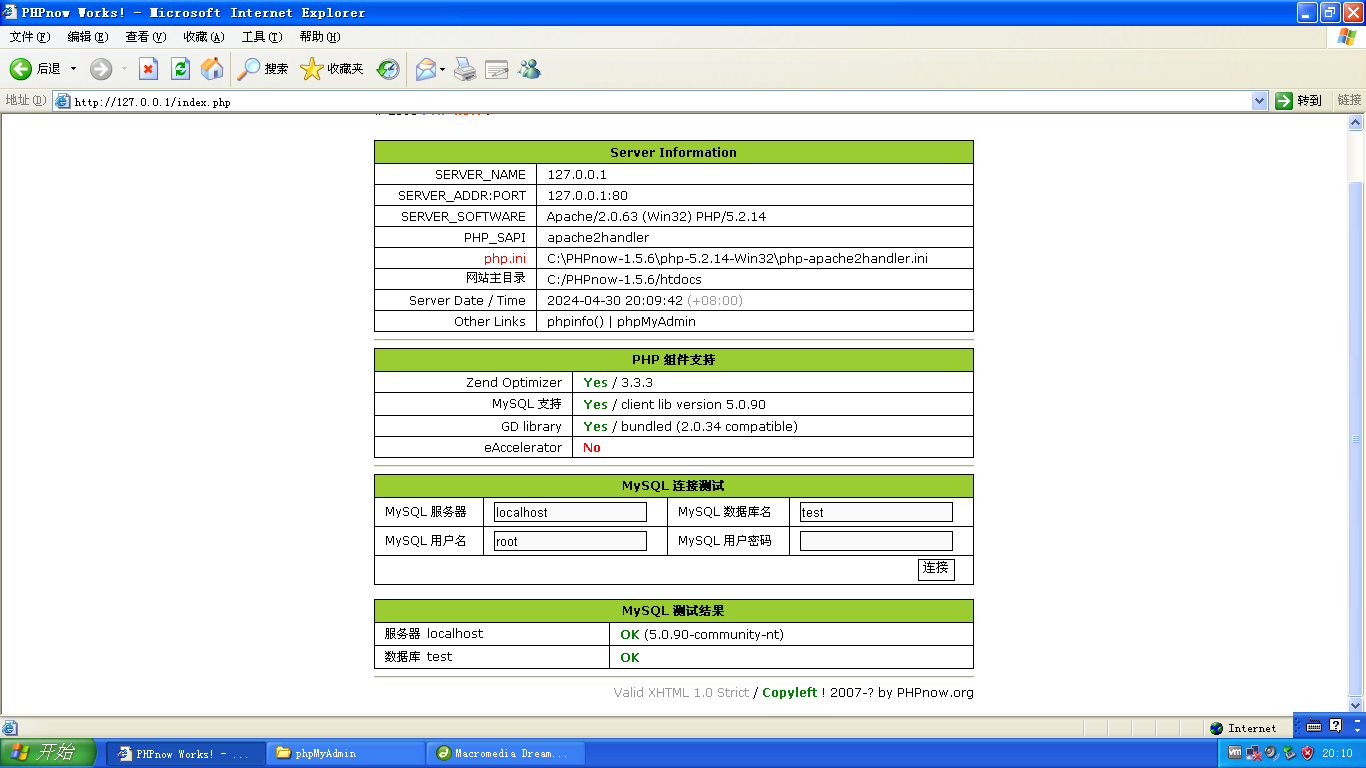 PHPnow Works! - Microsoft Internet Explorer
文件(F) 编辑(E) 查看(V) 收藏(A) 工具(T) 帮助(H)
后退 搜索 收藏夹
地址(D) http://127.0.0.1/index.php 转到 链接
Server Information
SERVER_NAME 127.0.0.1
SERVER_ADDR:PORT 127.0.0.1:80
SERVER_SOFTWARE Apache/2.0.63 (Win32) PHP/5.2.14
PHP_SAPI apache2handler
php.ini C:\PHPnow-1.5.6\php-5.2.14-Win32\php-apache2handler.ini
网站主目录 C:/PHPnow-1.5.6/htdocs
Server Date / Time 2024-04-30 20:09:42 (+08:00)
Other Links phpinfo() | phpMyAdmin
PHP 组件支持
Zend Optimizer Yes / 3.3.3
MySQL 支持 Yes / client lib version 5.0.90
GD library Yes / bundled (2.0.34 compatible)
eAccelerator No
MySQL 连接测试
MySQL 服务器 localhost MySQL 数据库名 test
MySQL 用户名 root MySQL 用户密码
连接
MySQL 测试结果
服务器 localhost OK (5.0.90-community-nt)
数据库 test OK
Valid XHTML 1.0 Strict / Copyleft ! 2007-? by PHPnow.org
Internet
开始 PHPnow Works! - ... phpMyAdmin Macromedia Dream... 20:10